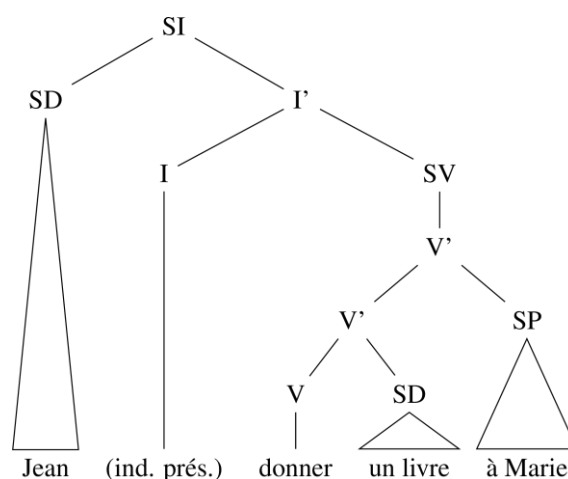 SI
SD I’
I SV
V’
V’ SP
V SD
Jean (ind. prés.) donner un livre à Marie